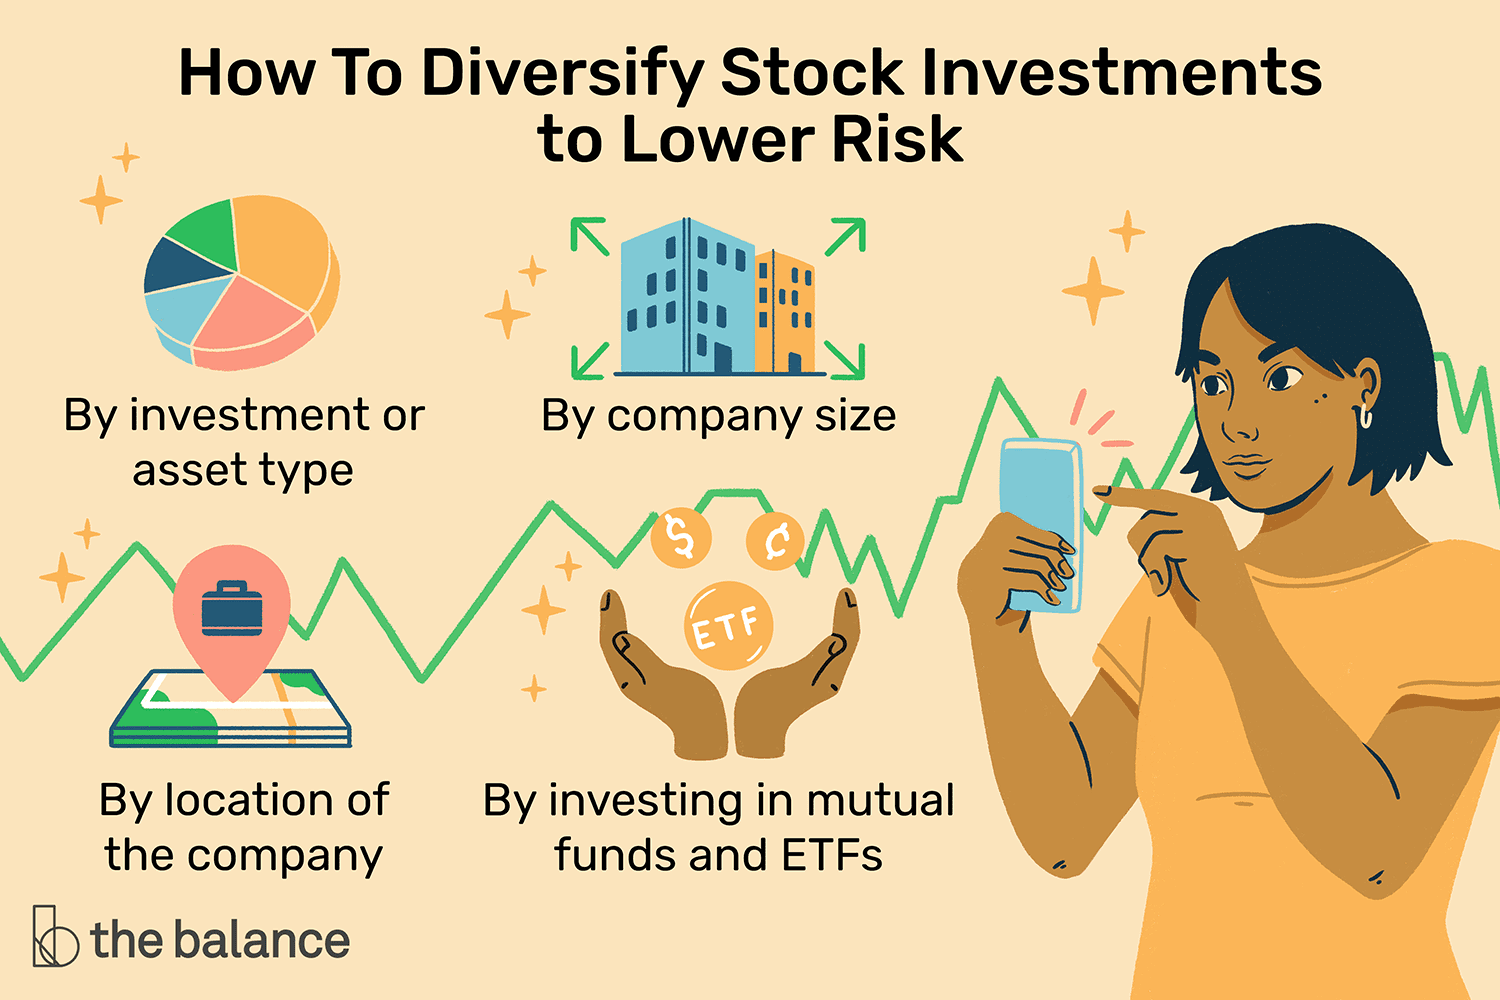 How To Diversify Stock Investments
to Lower Risk
By investment or
asset type
By company size
$
¢
ETF
By location of
the company
By investing in mutual
funds and ETFs
the balance